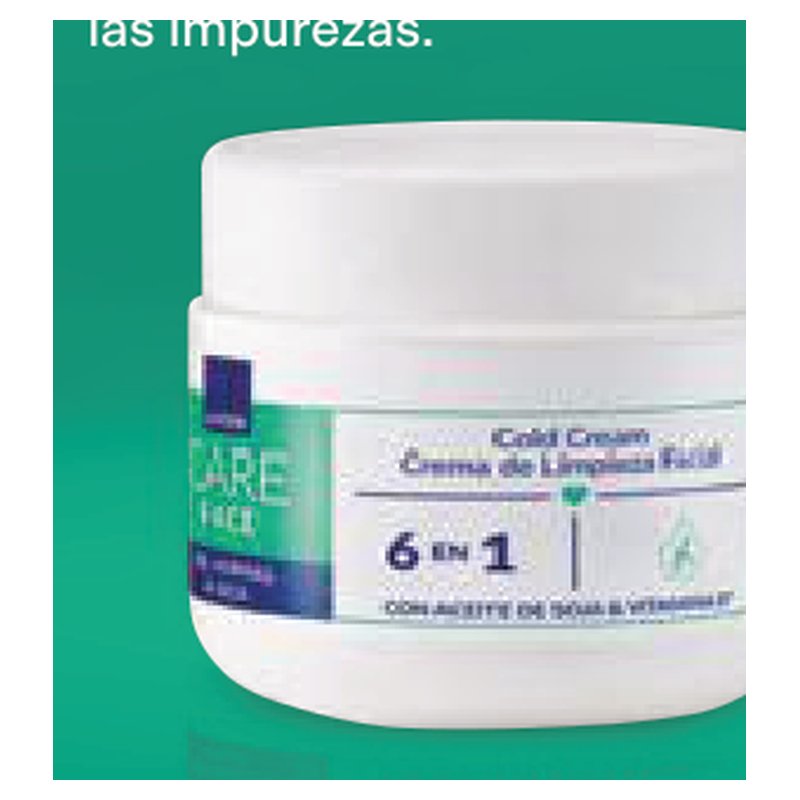 las impurezas.
CARE
FACE
Cold Cream
Crema de Limpieza Facial
6 EN 1
CON ACEITE DE SOJA & VITAMINA E